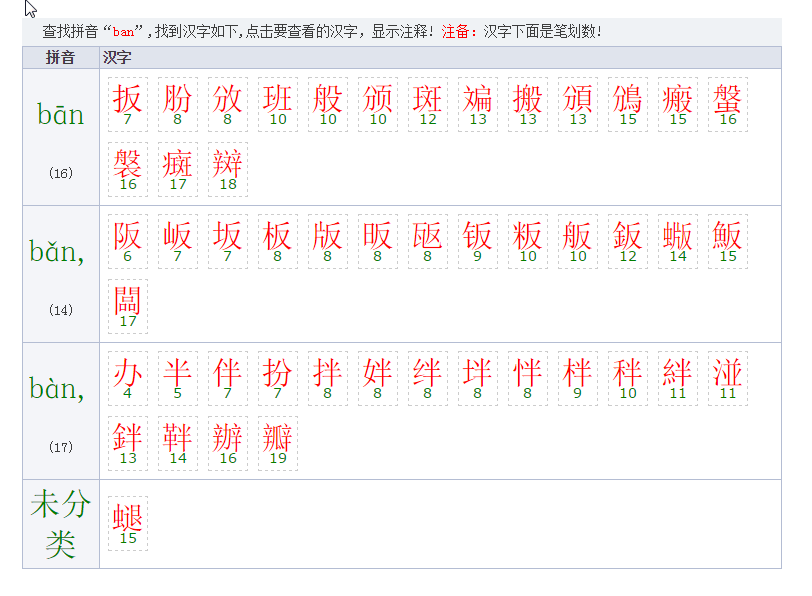 查找拼音“ban”,找到汉字如下,点击要查看的汉字，显示注释! 注备: 汉字下面是笔划数!
拼音 汉字
bān
(16)
扳 肦 攽 班 般 颁 斑 斒 搬 頒 鳻 瘢 螌
7 8 8 10 10 10 12 13 13 13 15 15 16
褩 癍 辬
16 17 18
bǎn,
(14)
阪 岅 坂 板 版 昄 瓪 钣 粄 舨 鈑 蝂 魬
6 7 7 8 8 8 8 9 10 10 12 14 15
闆
17
bàn,
(17)
办 半 伴 扮 拌 姅 绊 坢 怑 柈 秚 絆 湴
4 5 7 7 8 8 8 8 8 9 10 11 11
鉡 靽 辦 瓣
13 14 16 19
未分
类
15